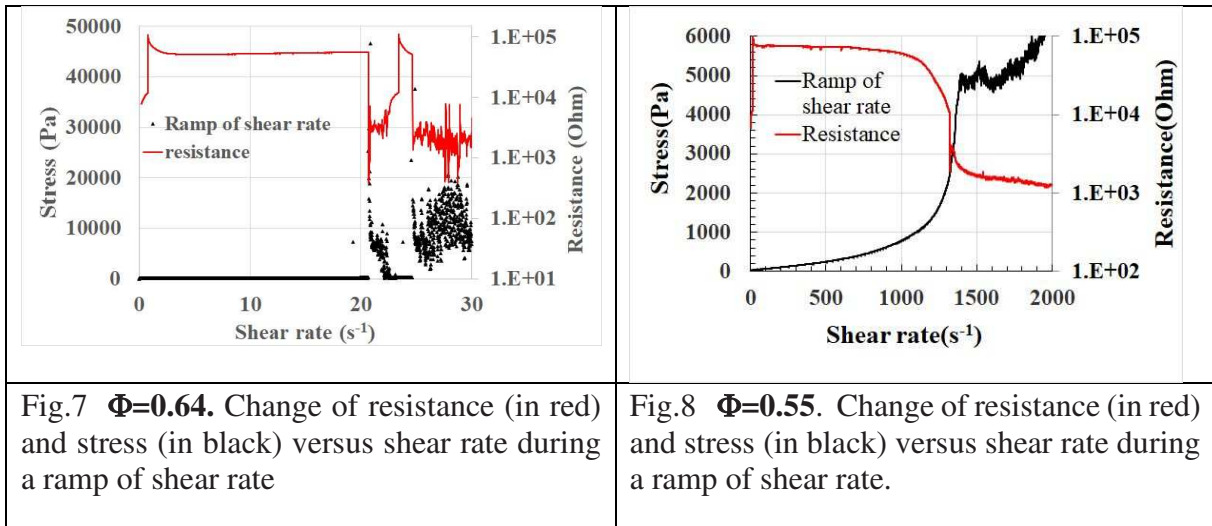 50000
40000
30000
20000
10000
0
Stress (Pa)
Ramp of shear rate
resistance
1.E+05
1.E+04
1.E+03
1.E+02
1.E+01
Resistance (Ohm)
0 10 20 30
Shear rate (s⁻¹)
Fig.7 Φ=0.64. Change of resistance (in red)
and stress (in black) versus shear rate during
a ramp of shear rate
6000
5000
4000
3000
2000
1000
0
Stress(Pa)
Ramp of
shear rate
Resistance
1.E+05
1.E+04
1.E+03
1.E+02
Resistance(Ohm)
0 500 1000 1500 2000
Shear rate(s⁻¹)
Fig.8 Φ=0.55. Change of resistance (in red)
and stress (in black) versus shear rate during
a ramp of shear rate.